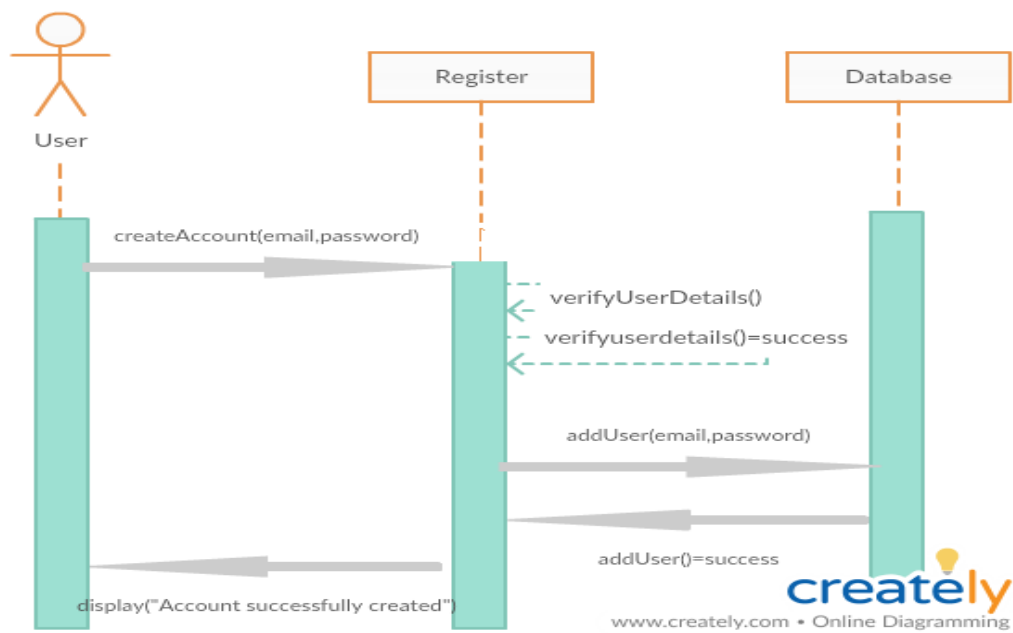 Register
Database
User
createAccount(email,password)
verifyUserDetails()
verifyuserdetails()=success
addUser(email,password)
addUser()=success
display("Account successfully created")
creately
www.creately.com • Online Diagramming